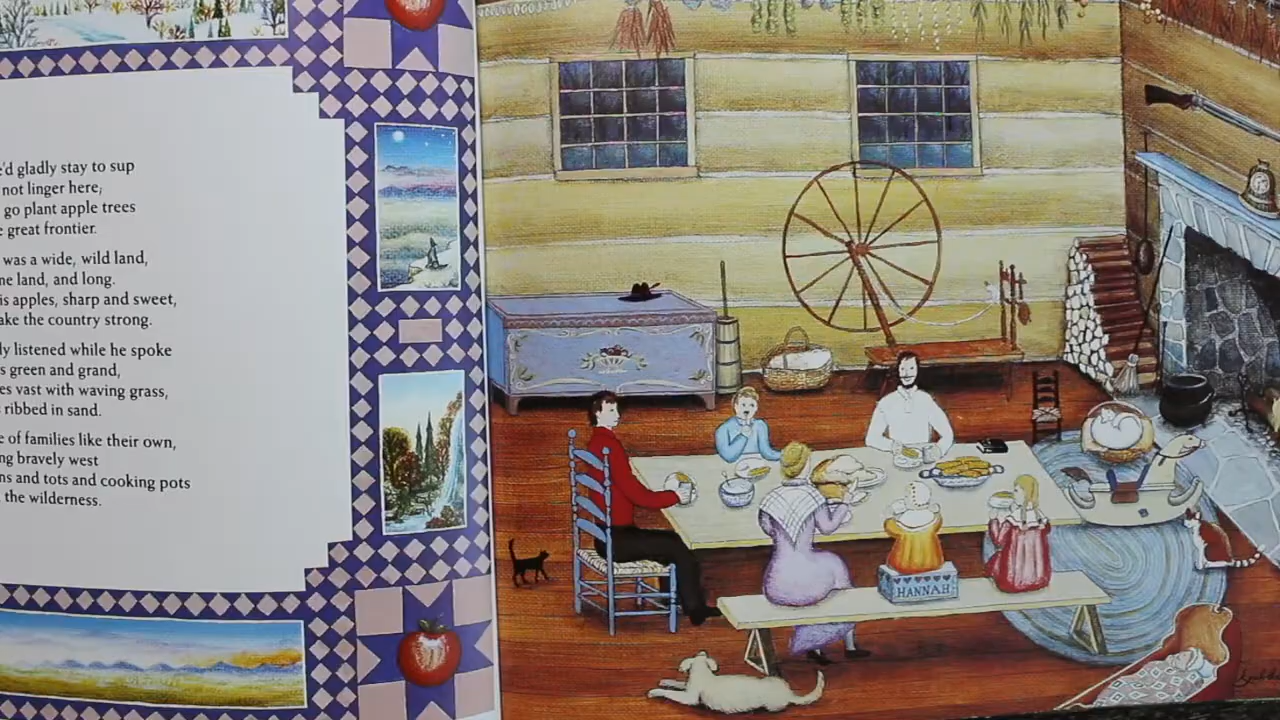 e'd gladly stay to sup
not linger here;
go plant apple trees
e great frontier.
was a wide, wild land,
ne land, and long.
is apples, sharp and sweet,
ake the country strong.
ly listened while he spoke
s green and grand,
es vast with waving grass,
ribbed in sand.
e of families like their own,
ng bravely west
ns and tots and cooking pots
the wilderness.
HANNAH